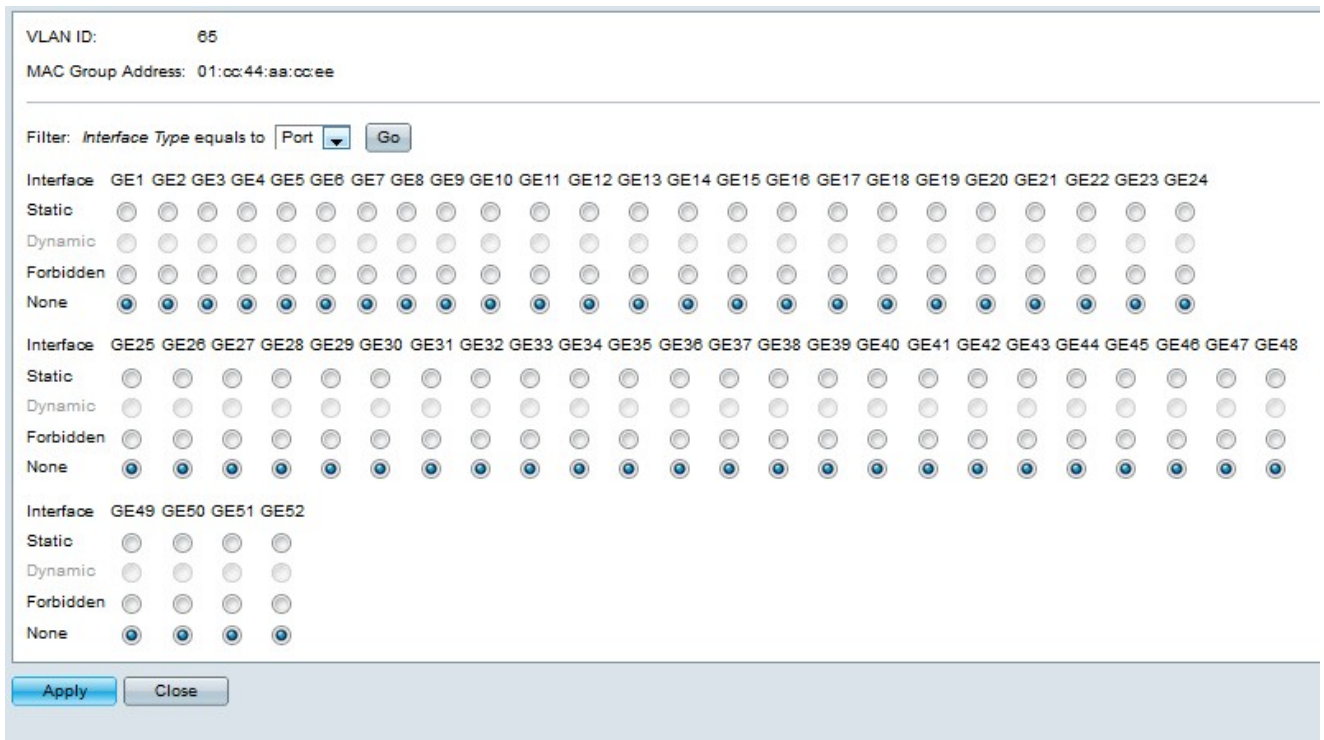 VLAN ID: 65
MAC Group Address: 01:cc:44:aa:cc:ee
Filter: Interface Type equals to Port Go
Interface GE1 GE2 GE3 GE4 GE5 GE6 GE7 GE8 GE9 GE10 GE11 GE12 GE13 GE14 GE15 GE16 GE17 GE18 GE19 GE20 GE21 GE22 GE23 GE24
Static
Dynamic
Forbidden
None
Interface GE25 GE26 GE27 GE28 GE29 GE30 GE31 GE32 GE33 GE34 GE35 GE36 GE37 GE38 GE39 GE40 GE41 GE42 GE43 GE44 GE45 GE46 GE47 GE48
Static
Dynamic
Forbidden
None
Interface GE49 GE50 GE51 GE52
Static
Dynamic
Forbidden
None
Apply Close